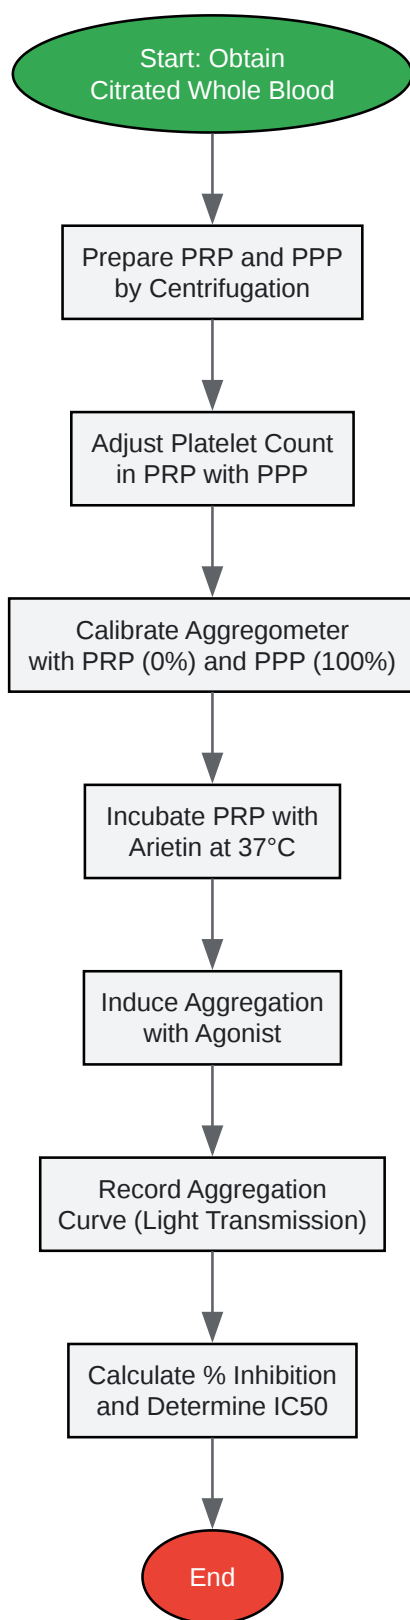 Start: Obtain
Citrated Whole Blood
Prepare PRP and PPP
by Centrifugation
Adjust Platelet Count
in PRP with PPP
Calibrate Aggregometer
with PRP (0%) and PPP (100%)
Incubate PRP with
Arietin at 37°C
Induce Aggregation
with Agonist
Record Aggregation
Curve (Light Transmission)
Calculate % Inhibition
and Determine IC50
End